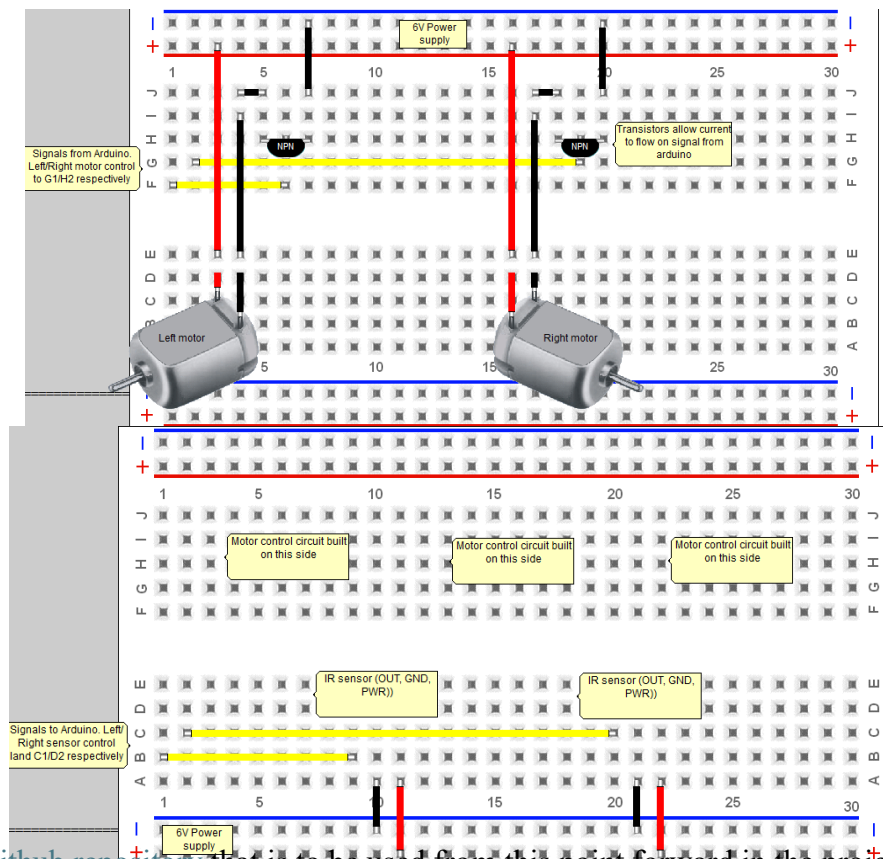 6V Power
supply
1 5 10 15 20 25 30
J J
I I
H H
G G
F F
NPN
NPN
Transistors allow current
to flow on signal from
arduino
Signals from Arduino.
Left/Right motor control
to G1/H2 respectively
E E
D D
C C
B B
A A
Left motor
Right motor
5 15 25 30
1 5 10 15 20 25 30
J J
I I
H H
G G
F F
Motor control circuit built
on this side
Motor control circuit built
on this side
Motor control circuit built
on this side
IR sensor (OUT, GND,
PWR))
IR sensor (OUT, GND,
PWR))
E E
D D
C C
B B
A A
Signals to Arduino. Left/
Right sensor control
land C1/D2 respectively
1 5 10 15 20 25 30
6V Power
supply